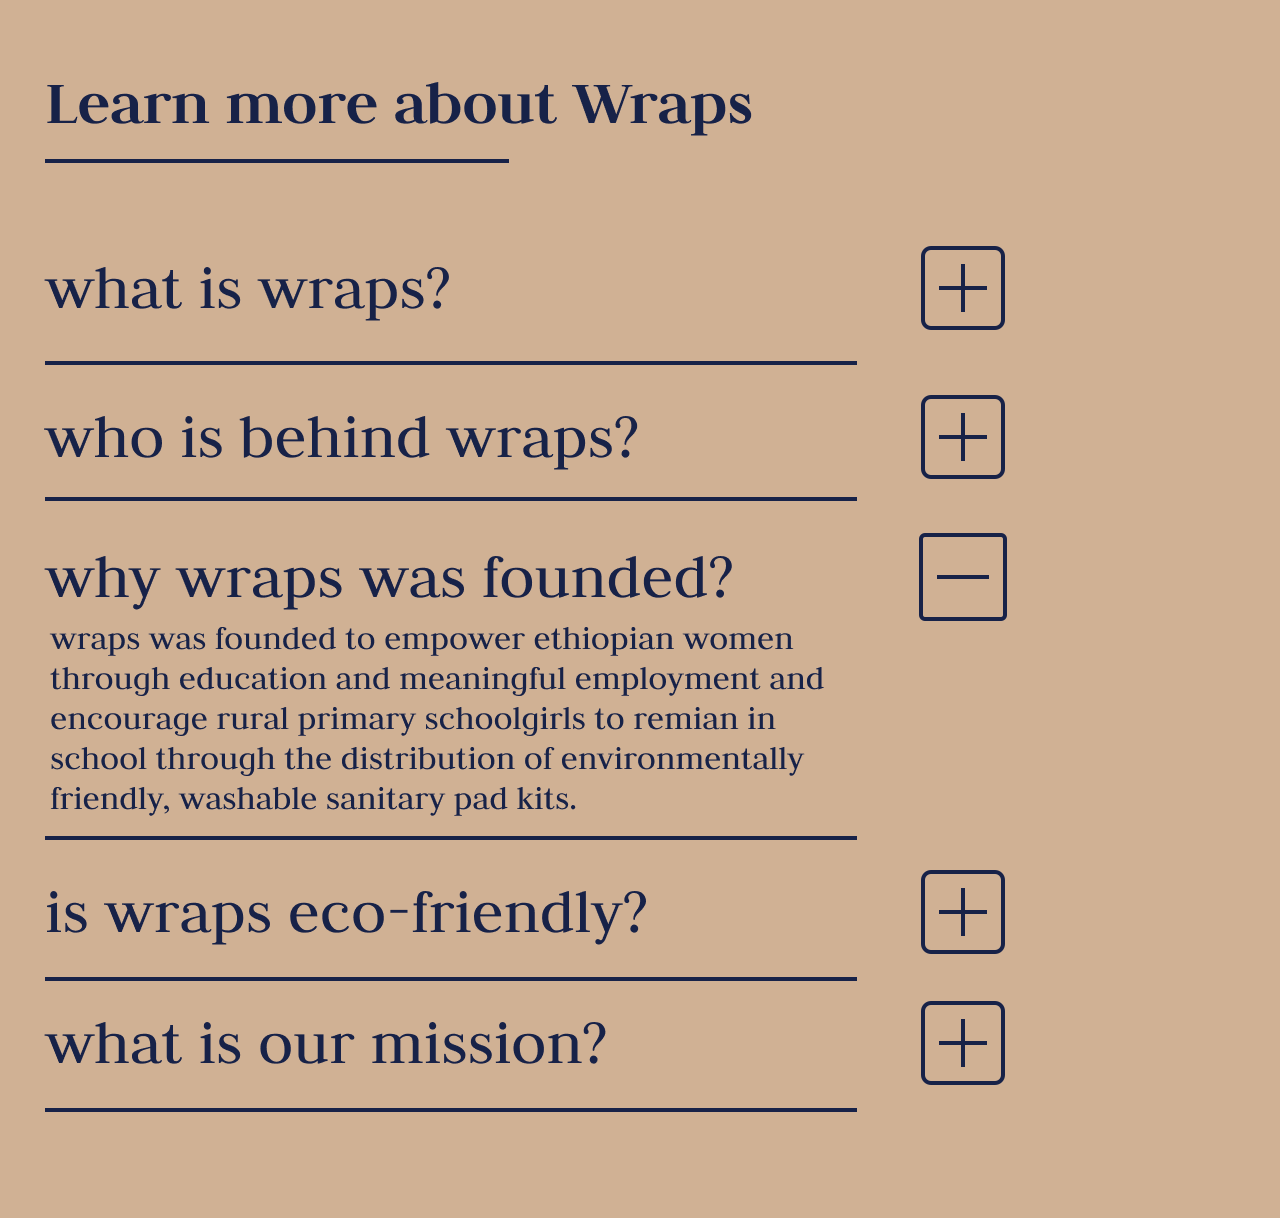 Learn more about Wraps
what is wraps?
who is behind wraps?
why wraps was founded?
wraps was founded to empower ethiopian women
through education and meaningful employment and
encourage rural primary schoolgirls to remian in
school through the distribution of environmentally
friendly, washable sanitary pad kits.
is wraps eco-friendly?
what is our mission?